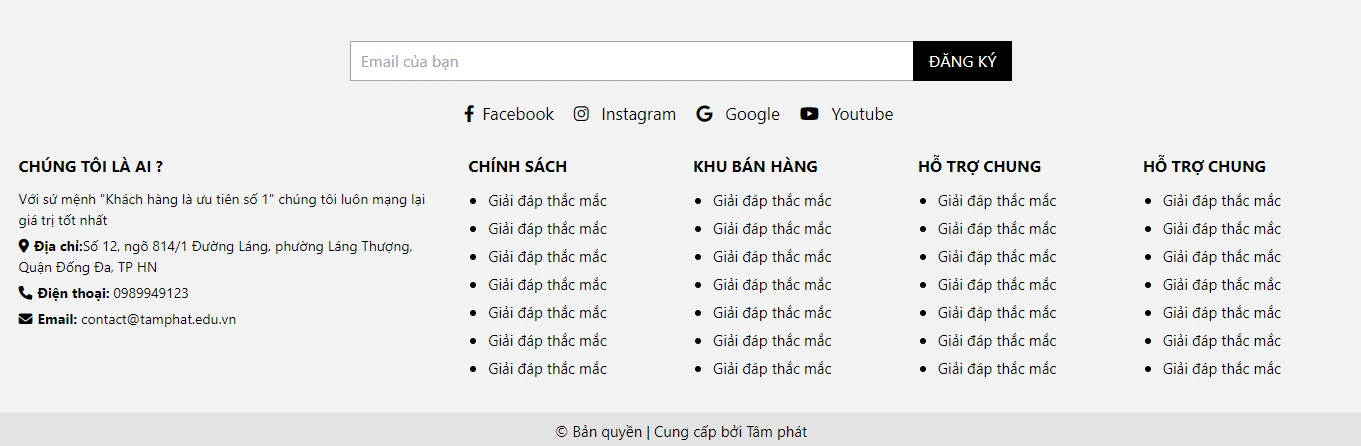 Email của bạn
ĐĂNG KÝ
Facebook Instagram Google Youtube
CHÚNG TÔI LÀ AI ?
Với sứ mệnh "Khách hàng là ưu tiên số 1" chúng tôi luôn mạng lại
giá trị tốt nhất
Địa chỉ:Số 12, ngõ 814/1 Đường Láng, phường Láng Thượng,
Quận Đống Đa, TP HN
Điện thoại: 0989949123
Email: contact@tamphat.edu.vn
CHÍNH SÁCH
Giải đáp thắc mắc
Giải đáp thắc mắc
Giải đáp thắc mắc
Giải đáp thắc mắc
Giải đáp thắc mắc
Giải đáp thắc mắc
Giải đáp thắc mắc
KHU BÁN HÀNG
Giải đáp thắc mắc
Giải đáp thắc mắc
Giải đáp thắc mắc
Giải đáp thắc mắc
Giải đáp thắc mắc
Giải đáp thắc mắc
Giải đáp thắc mắc
HỖ TRỢ CHUNG
Giải đáp thắc mắc
Giải đáp thắc mắc
Giải đáp thắc mắc
Giải đáp thắc mắc
Giải đáp thắc mắc
Giải đáp thắc mắc
Giải đáp thắc mắc
HỖ TRỢ CHUNG
Giải đáp thắc mắc
Giải đáp thắc mắc
Giải đáp thắc mắc
Giải đáp thắc mắc
Giải đáp thắc mắc
Giải đáp thắc mắc
Giải đáp thắc mắc
© Bản quyền | Cung cấp bởi Tâm phát